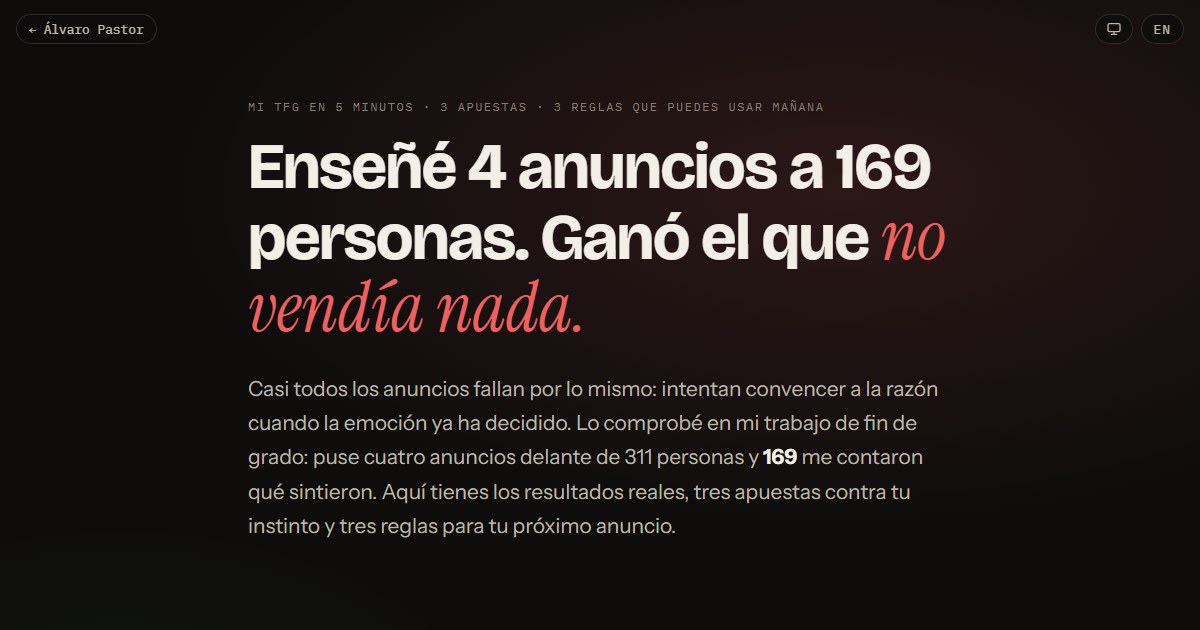 ← Álvaro Pastor
EN
MI TFG EN 5 MINUTOS · 3 APUESTAS · 3 REGLAS QUE PUEDES USAR MAÑANA
Enseñé 4 anuncios a 169
personas. Ganó el que no
vendía nada.
Casi todos los anuncios fallan por lo mismo: intentan convencer a la razón
cuando la emoción ya ha decidido. Lo comprobé en mi trabajo de fin de
grado: puse cuatro anuncios delante de 311 personas y 169 me contaron
qué sintieron. Aquí tienes los resultados reales, tres apuestas contra tu
instinto y tres reglas para tu próximo anuncio.